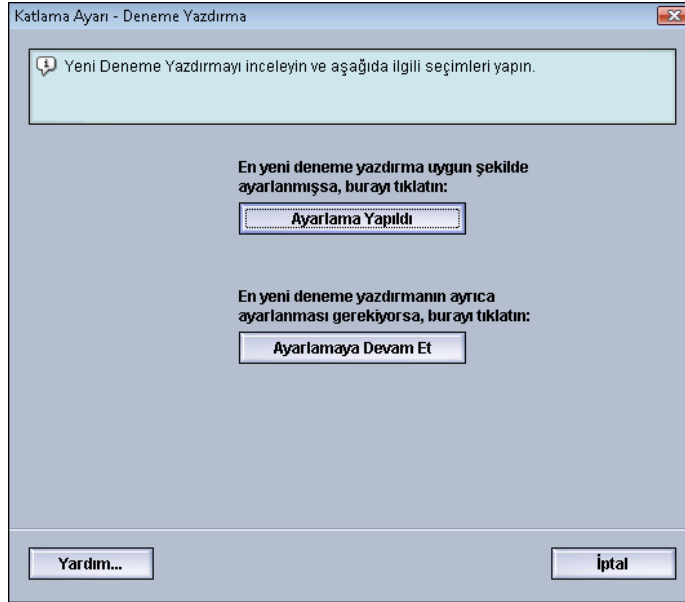 Katlama Ayarı - Deneme Yazdırma
Yeni Deneme Yazdırmayı inceleyin ve aşağıda ilgili seçimleri yapın.
En yeni deneme yazdırma uygun şekilde
ayarlanmışsa, burayı tıklatın:
Ayarlama Yapıldı
En yeni deneme yazdırmanın ayrıca
ayarlanması gerekiyorsa, burayı tıklatın:
Ayarlamaya Devam Et
Yardım...
İptal